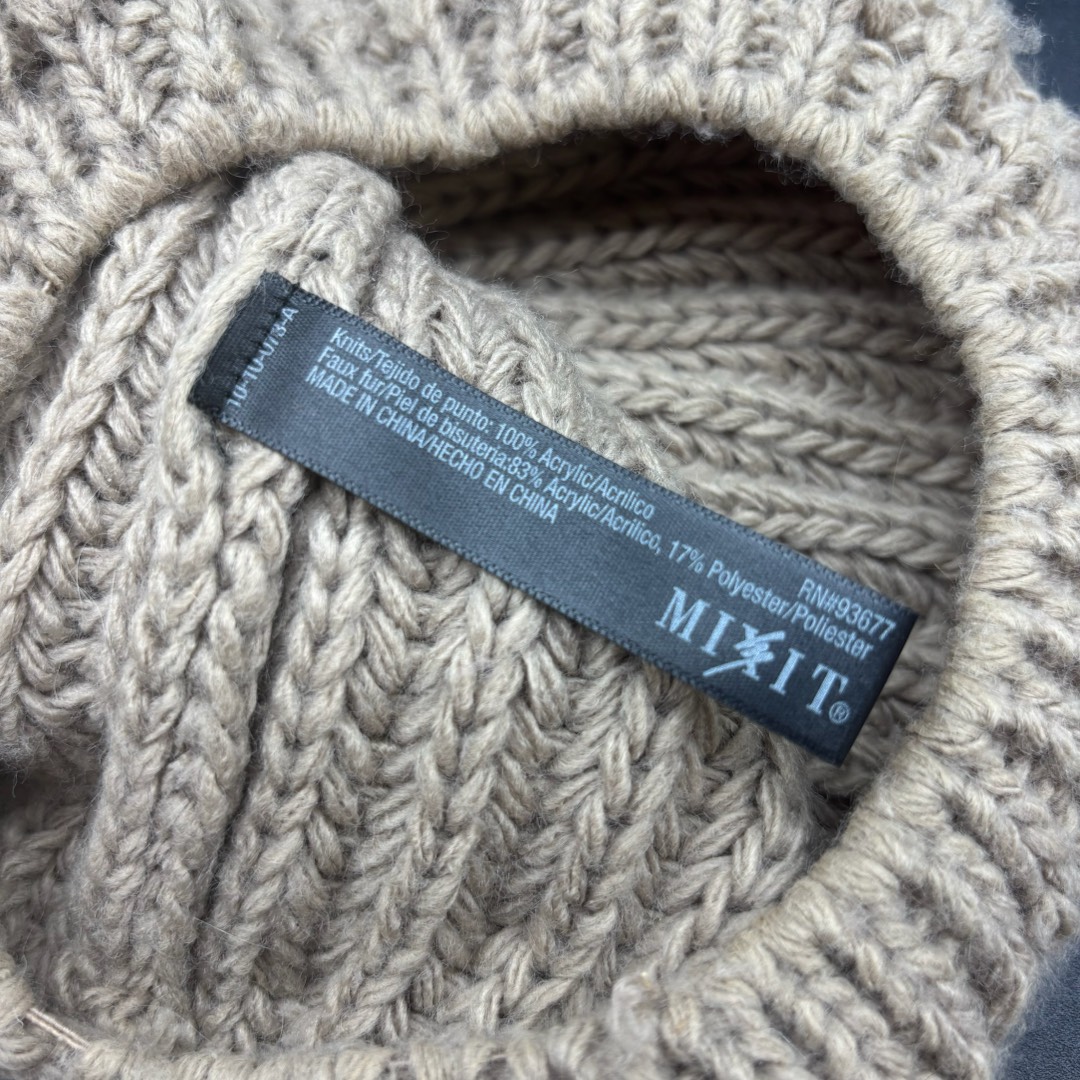 Knits/Tejido de punto: 100% Acrylic/Acrilico
Faux fur/Piel de bisuteria:83% Acrylic/Acrilico, 17% Polyester/Poliester
MADE IN CHINA/HECHO EN CHINA
RN#93677
MIXIT®